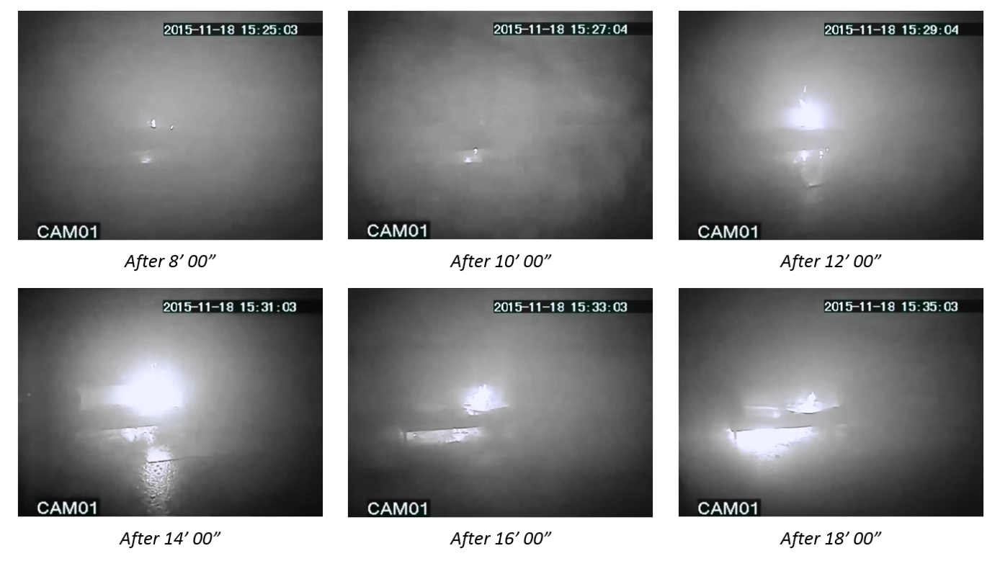 2015-11-18 15:25:03
2015-11-18 15:27:04
2015-11-18 15:29:04
CAM01
CAM01
CAM01
After 8’ 00”
After 10’ 00”
After 12’ 00”
2015-11-18 15:31:03
2015-11-18 15:33:03
2015-11-18 15:35:03
CAM01
CAM01
CAM01
After 14’ 00”
After 16’ 00”
After 18’ 00”